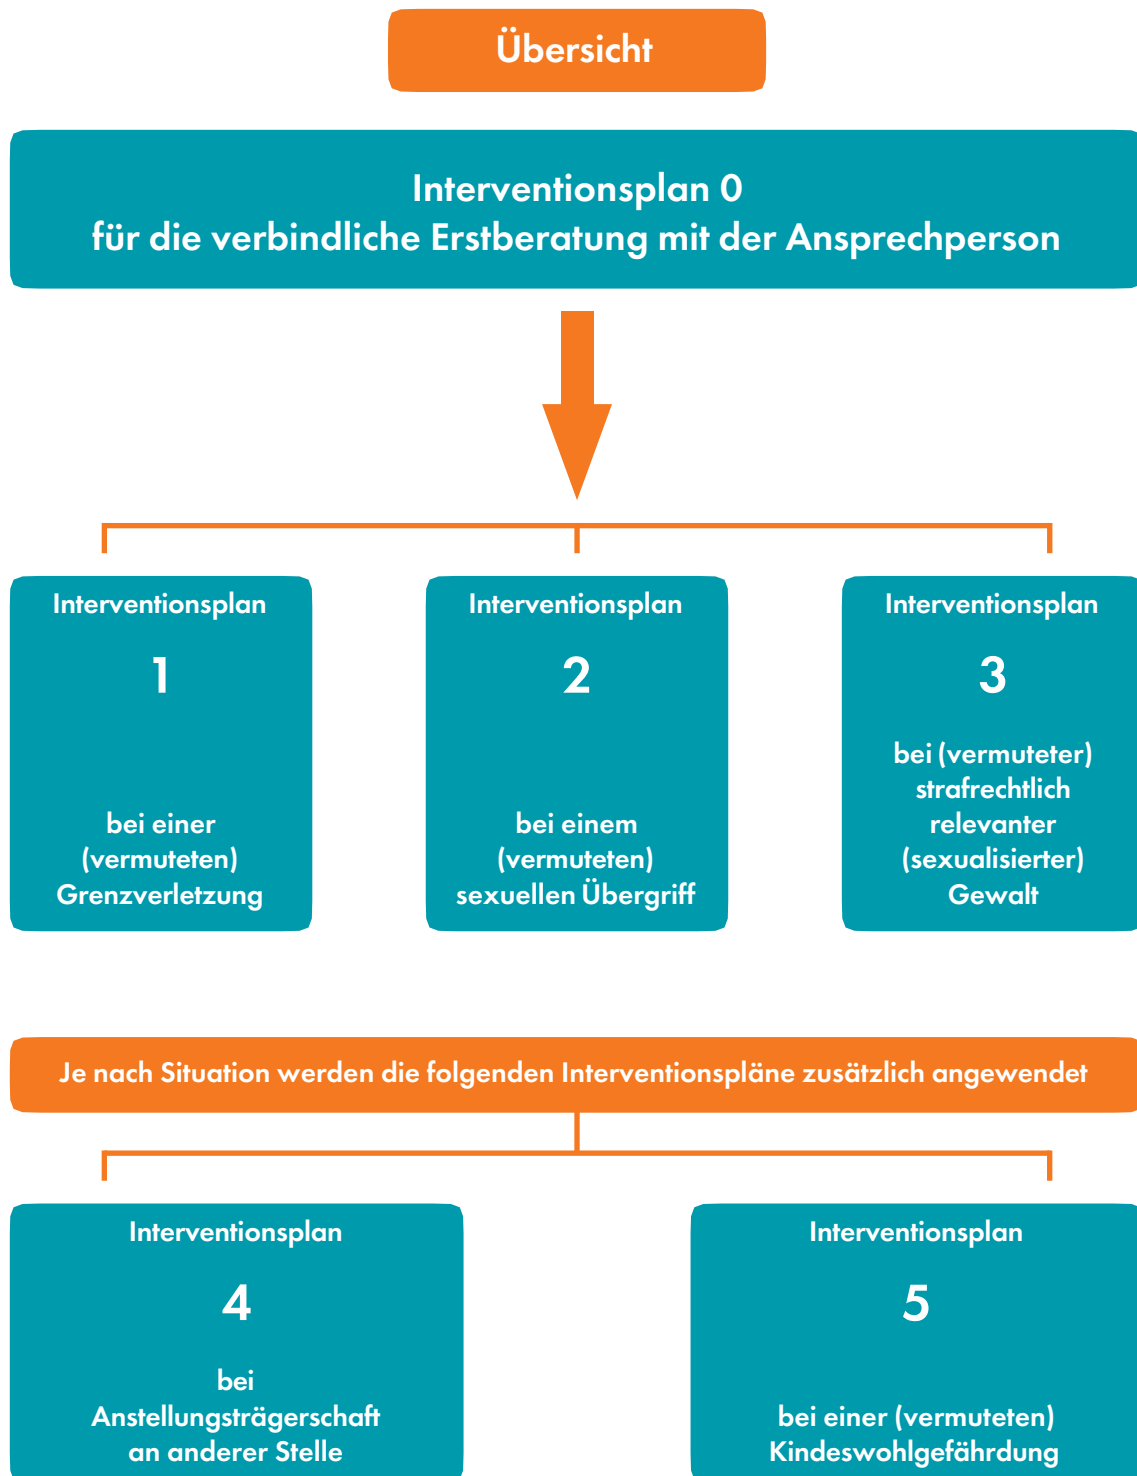 Übersicht
Interventionsplan 0
für die verbindliche Erstberatung mit der Ansprechperson
Interventionsplan
1
bei einer
(vermuteten)
Grenzverletzung
Interventionsplan
2
bei einem
(vermuteten)
sexuellen Übergriff
Interventionsplan
3
bei (vermuteter)
strafrechtlich
relevanter
(sexualisierter)
Gewalt
Je nach Situation werden die folgenden Interventionspläne zusätzlich angewendet
Interventionsplan
4
bei
Anstellungsträgerschaft
an anderer Stelle
Interventionsplan
5
bei einer (vermuteten)
Kindeswohlgefährdung